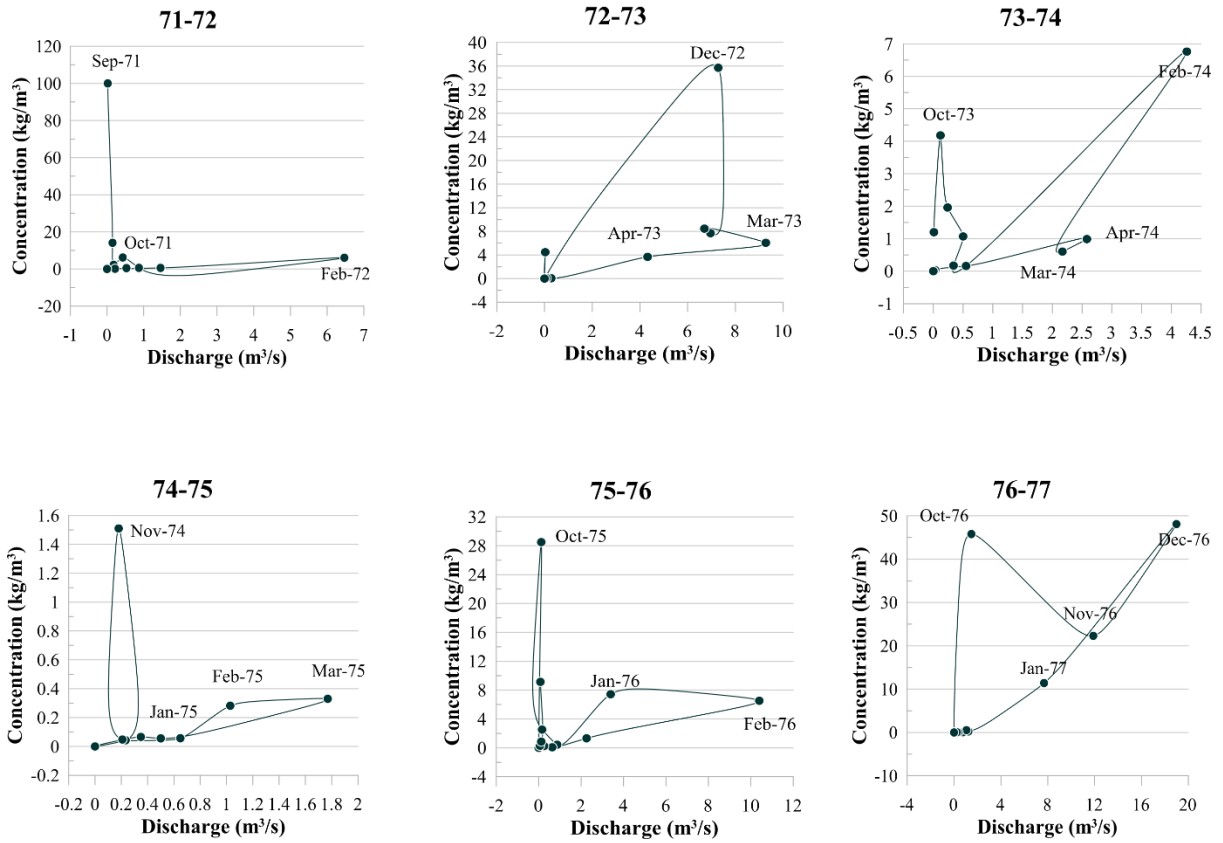 71-72
Concentration (kg/m³)
120
100
80
60
40
20
0
-20
Sep-71
Oct-71
Feb-72
-1 0 1 2 3 4 5 6 7
Discharge (m³/s)
72-73
Concentration (kg/m³)
40
36
32
28
24
20
16
12
8
4
0
-4
Dec-72
Apr-73
Mar-73
-2 0 2 4 6 8 10
Discharge (m³/s)
73-74
Concentration (kg/m³)
7
6
5
4
3
2
1
0
-1
Feb-74
Oct-73
Apr-74
Mar-74
-0.5 0 0.5 1 1.5 2 2.5 3 3.5 4 4.5
Discharge (m³/s)
74-75
Concentration (kg/m³)
1.6
1.4
1.2
1
0.8
0.6
0.4
0.2
0
-0.2
Nov-74
Feb-75
Mar-75
Jan-75
-0.2 0 0.2 0.4 0.6 0.8 1 1.2 1.4 1.6 1.8 2
Discharge (m³/s)
75-76
Concentration (kg/m³)
32
28
24
20
16
12
8
4
0
-4
Oct-75
Jan-76
Feb-76
-2 0 2 4 6 8 10 12
Discharge (m³/s)
76-77
Concentration (kg/m³)
50
40
30
20
10
0
-10
Oct-76
Dec-76
Nov-76
Jan-77
-4 0 4 8 12 16 20
Discharge (m³/s)